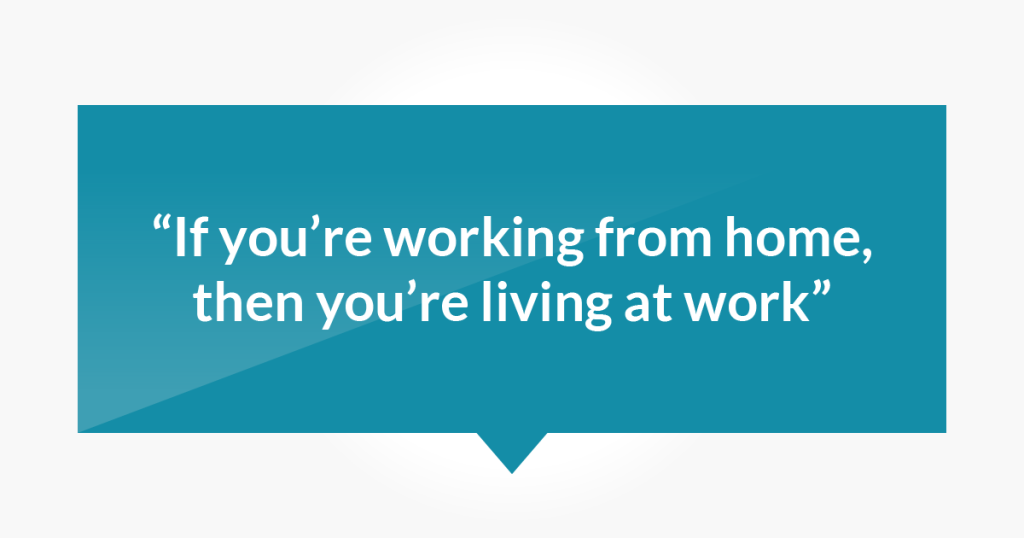 “If you’re working from home,
then you’re living at work”